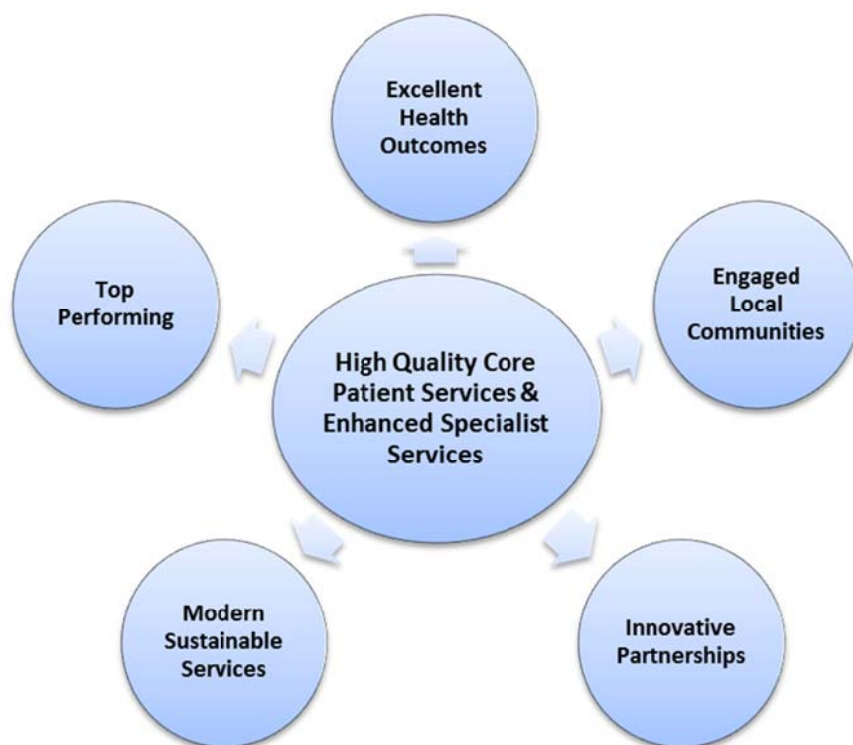 Excellent
Health
Outcomes
Engaged
Local
Communities
Top
Performing
High Quality Core
Patient Services &
Enhanced Specialist
Services
Modern
Sustainable
Services
Innovative
Partnerships